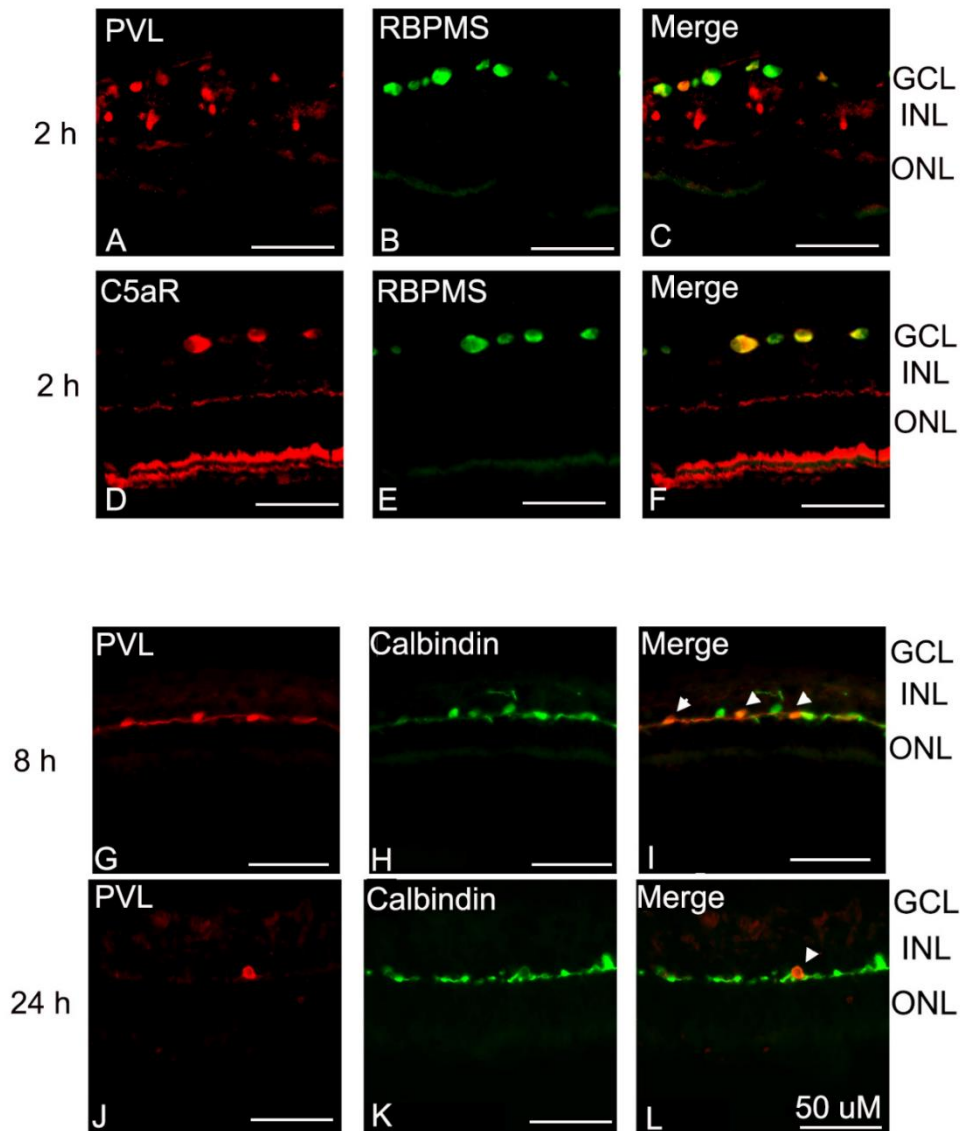 PVL RBPMS Merge
GCL
INL
2 h
ONL
A B C
C5aR RBPMS Merge
GCL
INL
2 h
ONL
D E F
PVL Calbindin Merge
GCL
INL
8 h
ONL
G H I
PVL Calbindin Merge
GCL
INL
24 h
ONL
50 uM
J K L